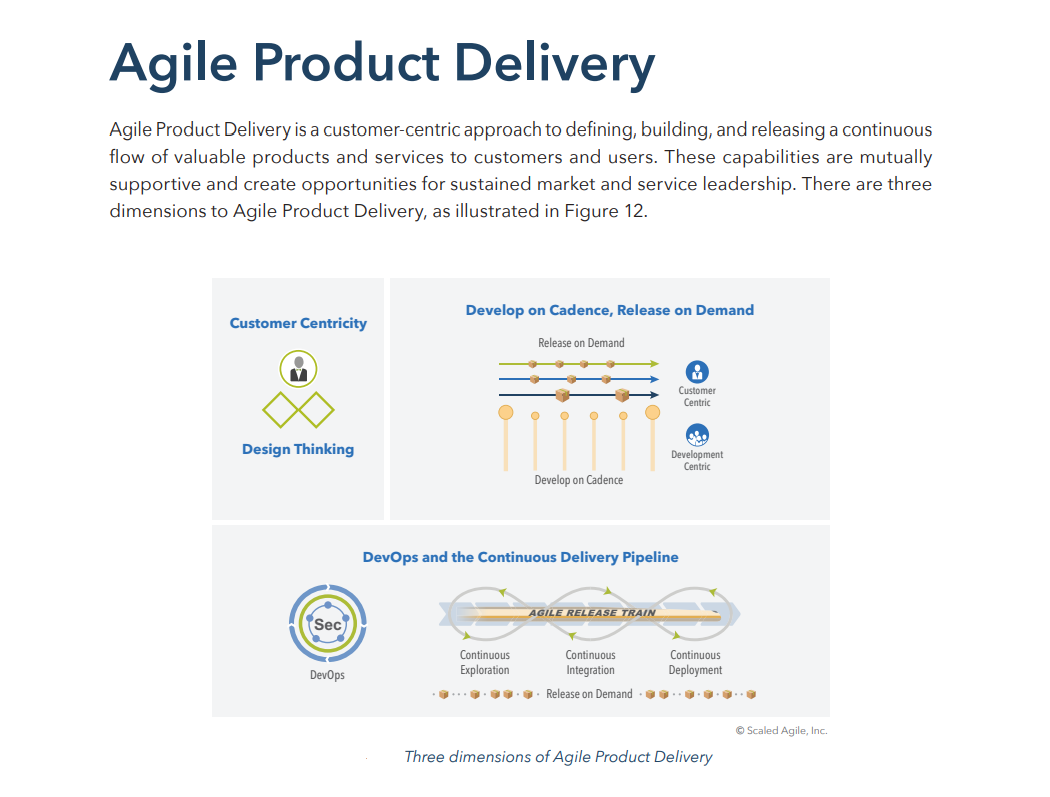 Agile Product Delivery
Agile Product Delivery is a customer-centric approach to defining, building, and releasing a continuous
flow of valuable products and services to customers and users. These capabilities are mutually
supportive and create opportunities for sustained market and service leadership. There are three
dimensions to Agile Product Delivery, as illustrated in Figure 12.
Customer Centricity
Design Thinking
Develop on Cadence, Release on Demand
Release on Demand
Customer
Centric
Development
Centric
Develop on Cadence
DevOps and the Continuous Delivery Pipeline
Sec
DevOps
AGILE RELEASE TRAIN
Continuous
Exploration
Continuous
Integration
Continuous
Deployment
Release on Demand
© Scaled Agile, Inc.
Three dimensions of Agile Product Delivery